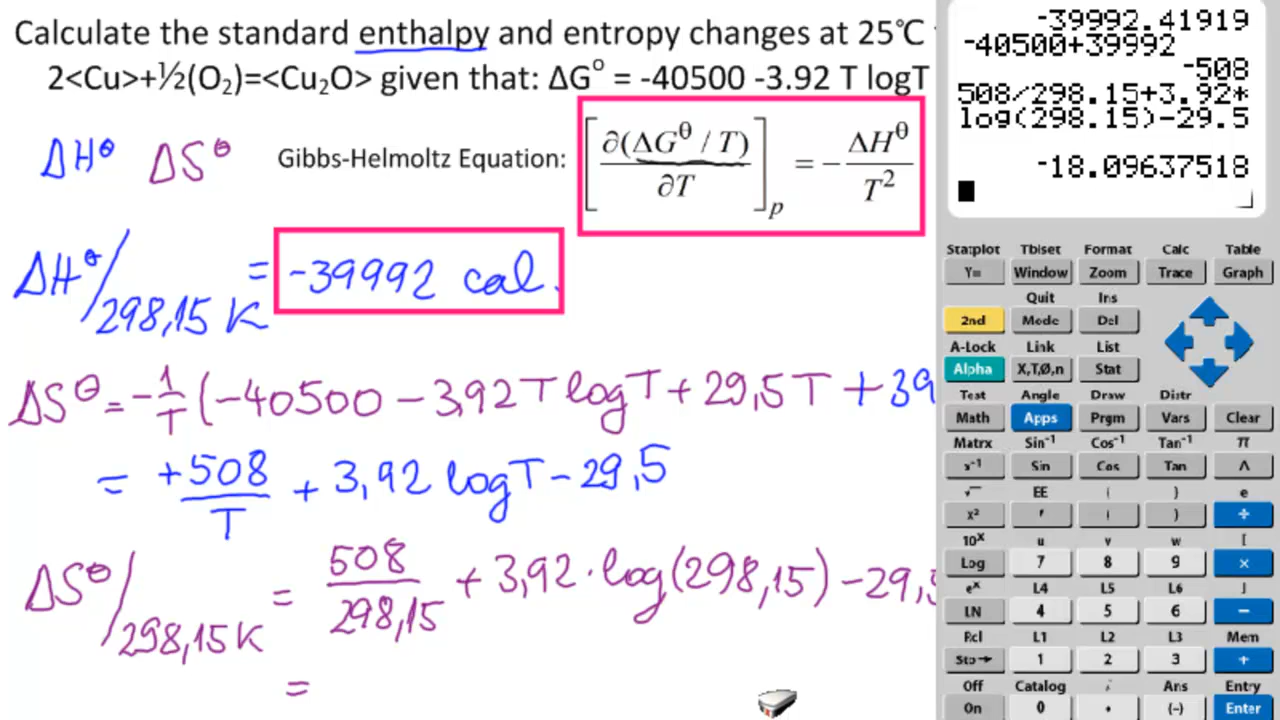 Calculate the standard enthalpy and entropy changes at 25℃
2<Cu>+½(O₂)=<Cu₂O> given that: ΔG° = -40500 -3.92 T logT
ΔHᶿ ΔSᶿ
Gibbs-Helmoltz Equation: [∂(ΔGᶿ / T) / ∂T]p = − ΔHᶿ / T²
ΔHᶿ/298,15 K = -39992 cal.
ΔSᶿ = -1/T (-40500 - 3,92 T log T + 29,5 T + 39
= +508/T + 3,92 log T - 29,5
ΔSᶿ/298,15 K = 508/298,15 + 3,92 · log(298,15) - 29,5
=
-39992.41919
-40500+39992
-508
508/298.15+3.92*
log(298.15)-29.5
-18.09637518
Statplot Tblset Format Calc Table
Y= Window Zoom Trace Graph
Quit Ins
2nd Mode Del
A-Lock Link List
Alpha X,T,Θ,n Stat
Test Angle Draw Distr
Math Apps Prgm Vars Clear
Matrx Sin⁻¹ Cos⁻¹ Tan⁻¹ π
x⁻¹ Sin Cos Tan ^
√ EE { } e
x² , ( ) ÷
10ˣ u v w [
Log 7 8 9 ×
eˣ L4 L5 L6 ]
LN 4 5 6 −
Rcl L1 L2 L3 Mem
Sto→ 1 2 3 +
Off Catalog i Ans Entry
On 0 . (−) Enter